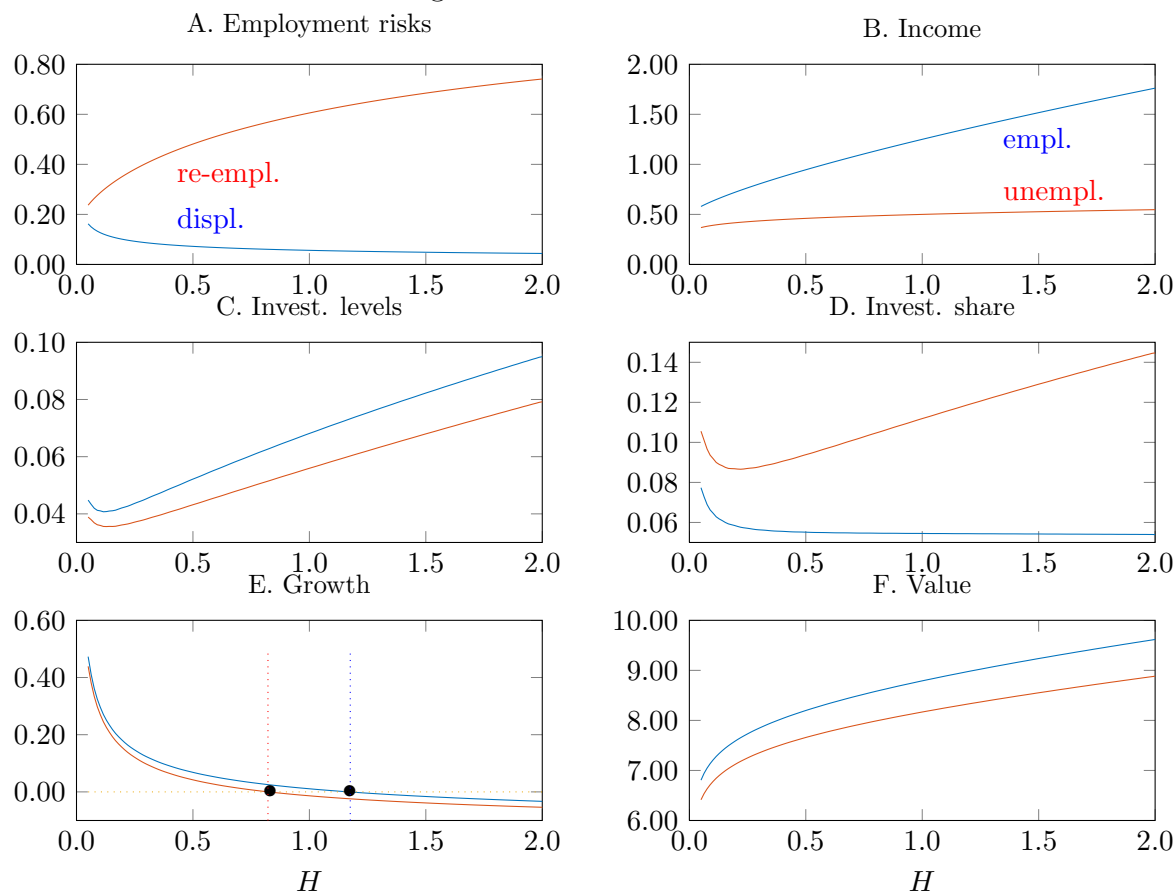 A. Employment risks
0.80
0.60
0.40
0.20
0.00
re-empl.
displ.
0.0 0.5 1.0 1.5 2.0
B. Income
2.00
1.50
1.00
0.50
0.00
empl.
unempl.
0.0 0.5 1.0 1.5 2.0
C. Invest. levels
0.10
0.08
0.06
0.04
0.0 0.5 1.0 1.5 2.0
D. Invest. share
0.14
0.12
0.10
0.08
0.06
0.0 0.5 1.0 1.5 2.0
E. Growth
0.60
0.40
0.20
0.00
0.0 0.5 1.0 1.5 2.0
H
F. Value
10.00
9.00
8.00
7.00
6.00
0.0 0.5 1.0 1.5 2.0
H